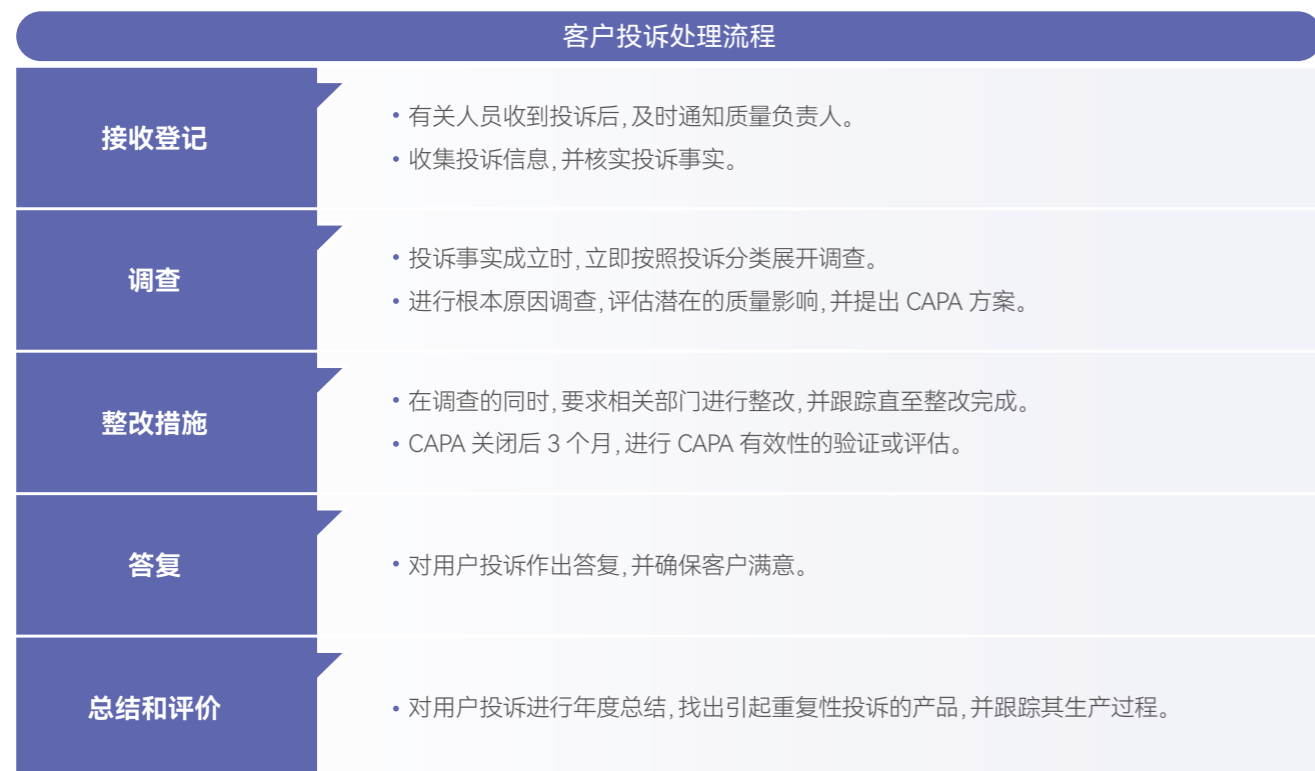 客户投诉处理流程
接收登记
• 有关人员收到投诉后,及时通知质量负责人。
• 收集投诉信息,并核实投诉事实。
调查
• 投诉事实成立时,立即按照投诉分类展开调查。
• 进行根本原因调查,评估潜在的质量影响,并提出 CAPA 方案。
整改措施
• 在调查的同时,要求相关部门进行整改,并跟踪直至整改完成。
• CAPA 关闭后 3 个月,进行 CAPA 有效性的验证或评估。
答复
• 对用户投诉作出答复,并确保客户满意。
总结和评价
• 对用户投诉进行年度总结,找出引起重复性投诉的产品,并跟踪其生产过程。